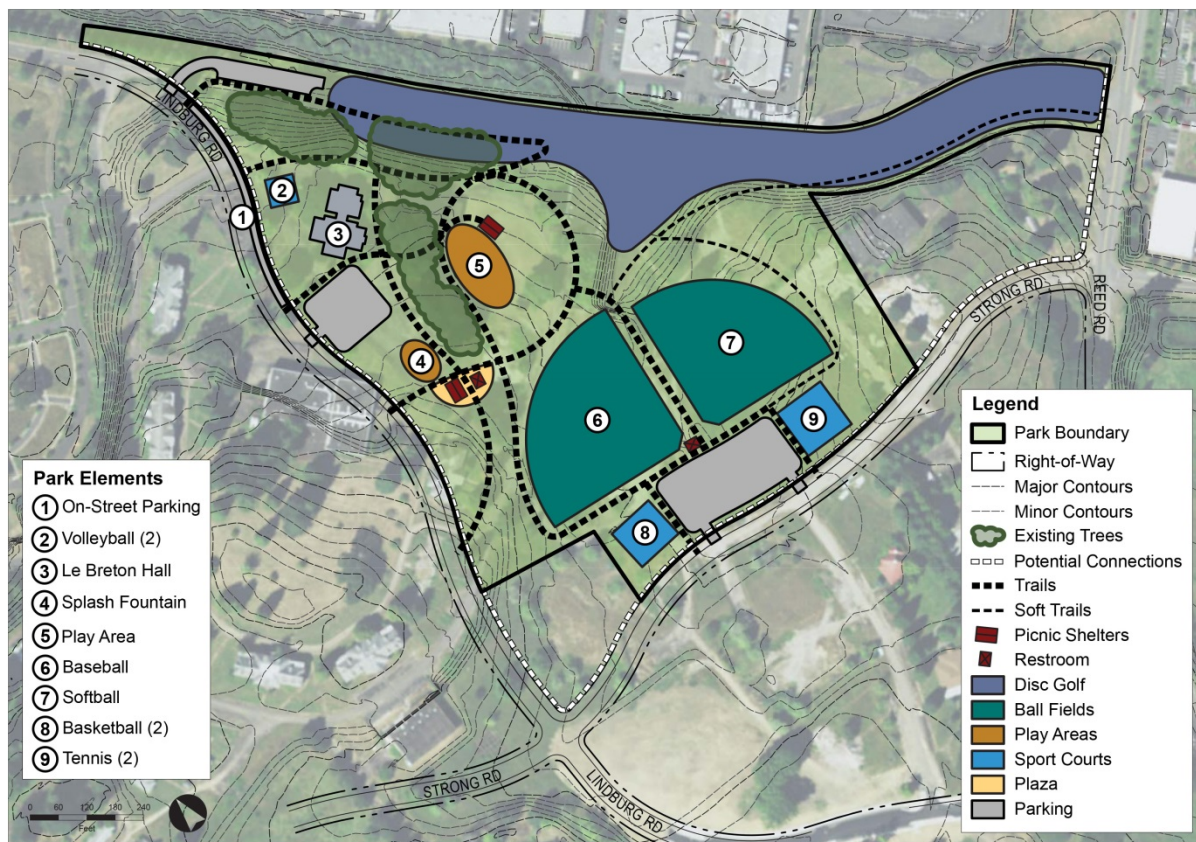 LINDBURG RD
2
1
3
5
4
7
6
9
8
STRONG RD
REED RD
Park Elements
1 On-Street Parking
2 Volleyball (2)
3 Le Breton Hall
4 Splash Fountain
5 Play Area
6 Baseball
7 Softball
8 Basketball (2)
9 Tennis (2)
0 60 120 180 240
Feet
STRONG RD
LINDBURG RD
Legend
Park Boundary
Right-of-Way
Major Contours
Minor Contours
Existing Trees
Potential Connections
Trails
Soft Trails
Picnic Shelters
Restroom
Disc Golf
Ball Fields
Play Areas
Sport Courts
Plaza
Parking